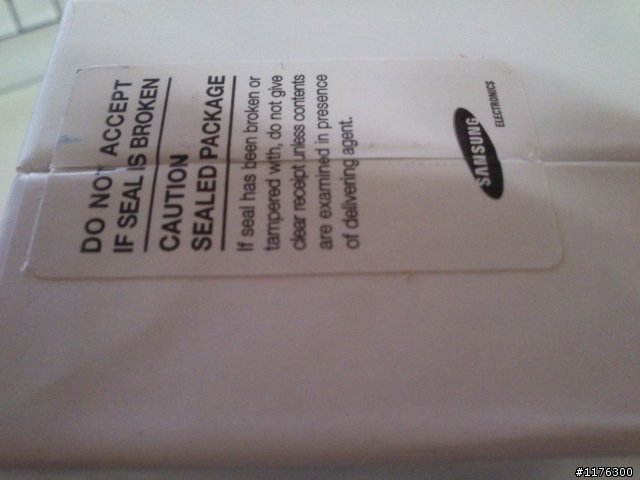 DO NOT ACCEPT
IF SEAL IS BROKEN
CAUTION
SEALED PACKAGE
If seal has been broken or
tampered with, do not give
clear receipt unless contents
are examined in presence
of delivering agent.
SAMSUNG
ELECTRONICS
#1176300